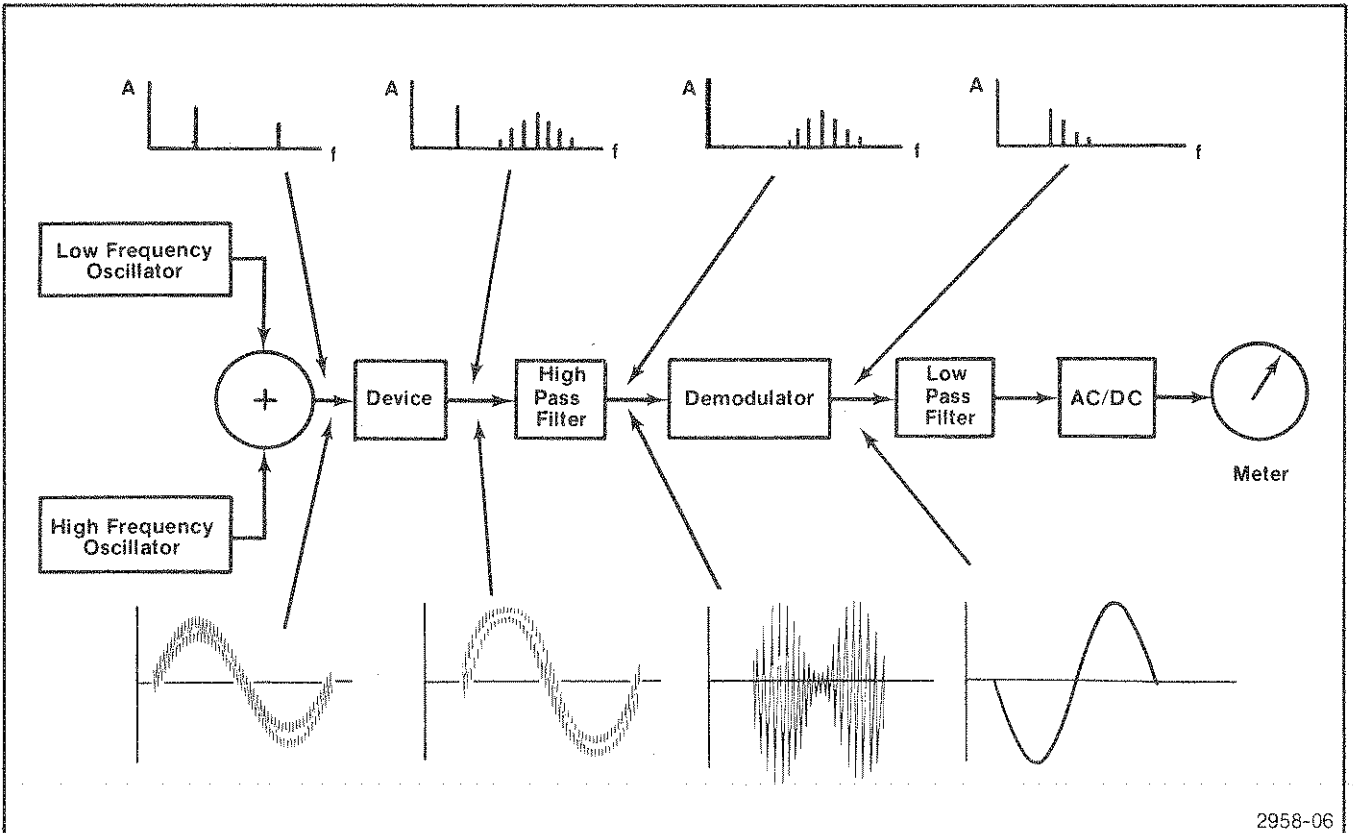 A
f
A
f
A
f
A
f
Low Frequency
Oscillator
+
Device
High
Pass
Filter
Demodulator
Low
Pass
Filter
AC/DC
Meter
High Frequency
Oscillator
2958-06